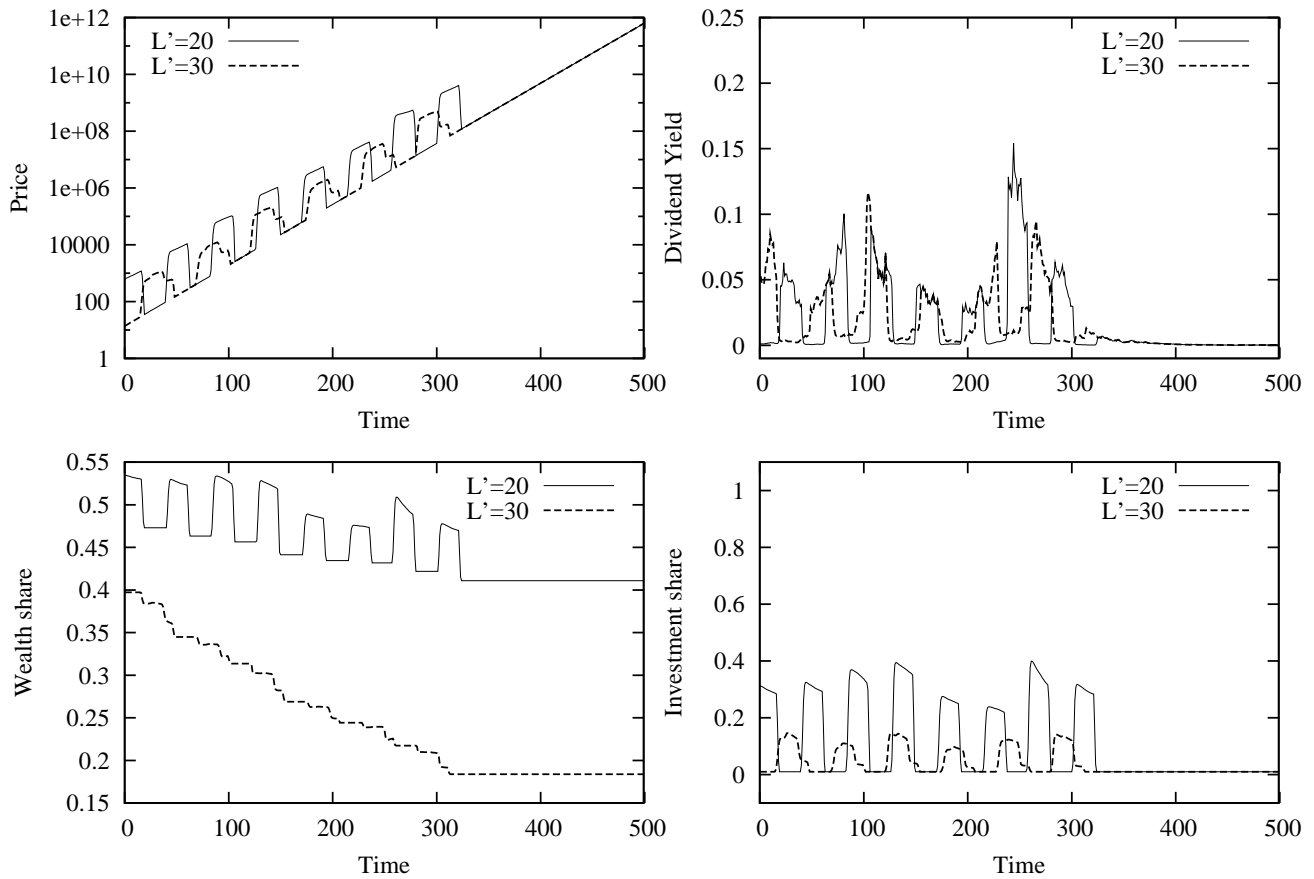 1e+12
1e+10
1e+08
1e+06
10000
100
1
0 100 200 300 400 500
Price
Time
L'=20
L'=30
0.25
0.2
0.15
0.1
0.05
0
0 100 200 300 400 500
Dividend Yield
Time
L'=20
L'=30
0.55
0.5
0.45
0.4
0.35
0.3
0.25
0.2
0.15
0 100 200 300 400 500
Wealth share
Time
L'=20
L'=30
1
0.8
0.6
0.4
0.2
0
0 100 200 300 400 500
Investment share
Time
L'=20
L'=30